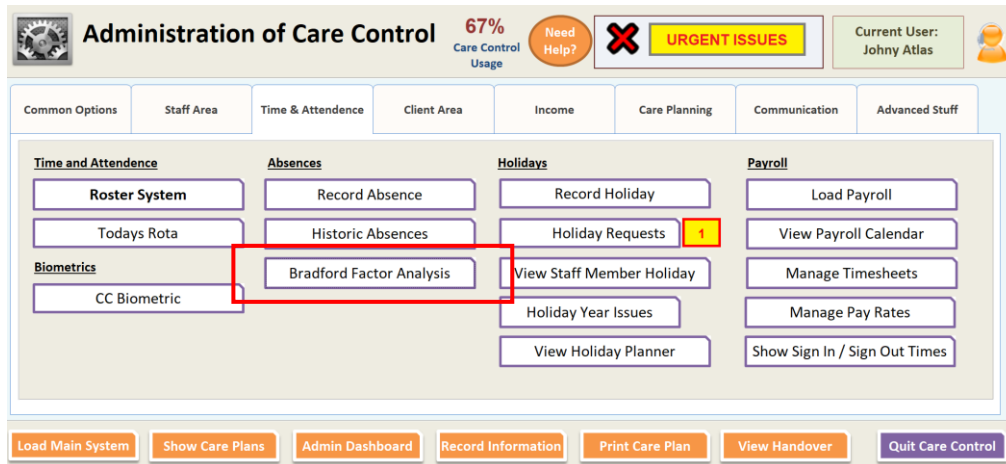 Administration of Care Control
67%
Care Control
Usage
Need
Help?
URGENT ISSUES
Current User:
Johny Atlas
Common Options
Staff Area
Time & Attendence
Client Area
Income
Care Planning
Communication
Advanced Stuff
Time and Attendence
Roster System
Todays Rota
Biometrics
CC Biometric
Absences
Record Absence
Historic Absences
Bradford Factor Analysis
Holidays
Record Holiday
Holiday Requests
1
View Staff Member Holiday
Holiday Year Issues
View Holiday Planner
Payroll
Load Payroll
View Payroll Calendar
Manage Timesheets
Manage Pay Rates
Show Sign In / Sign Out Times
Load Main System
Show Care Plans
Admin Dashboard
Record Information
Print Care Plan
View Handover
Quit Care Control